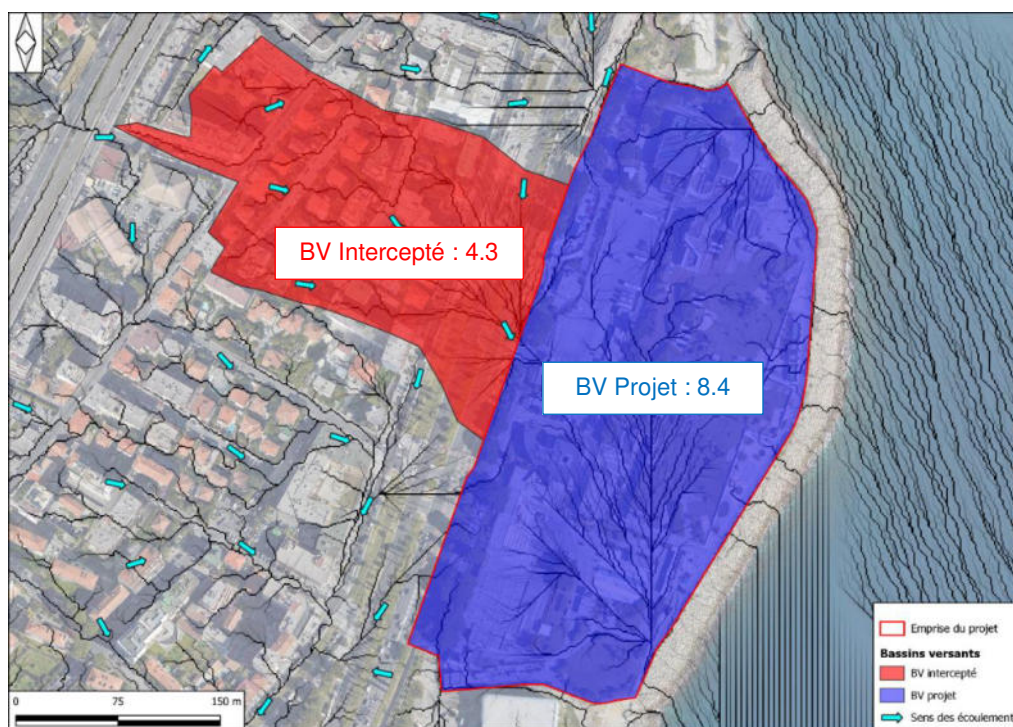 BV Intercepté : 4.3
BV Projet : 8.4
0 75 150 m
Emprise du projet
Bassins versants
BV intercepté
BV projet
Sens des écoulement